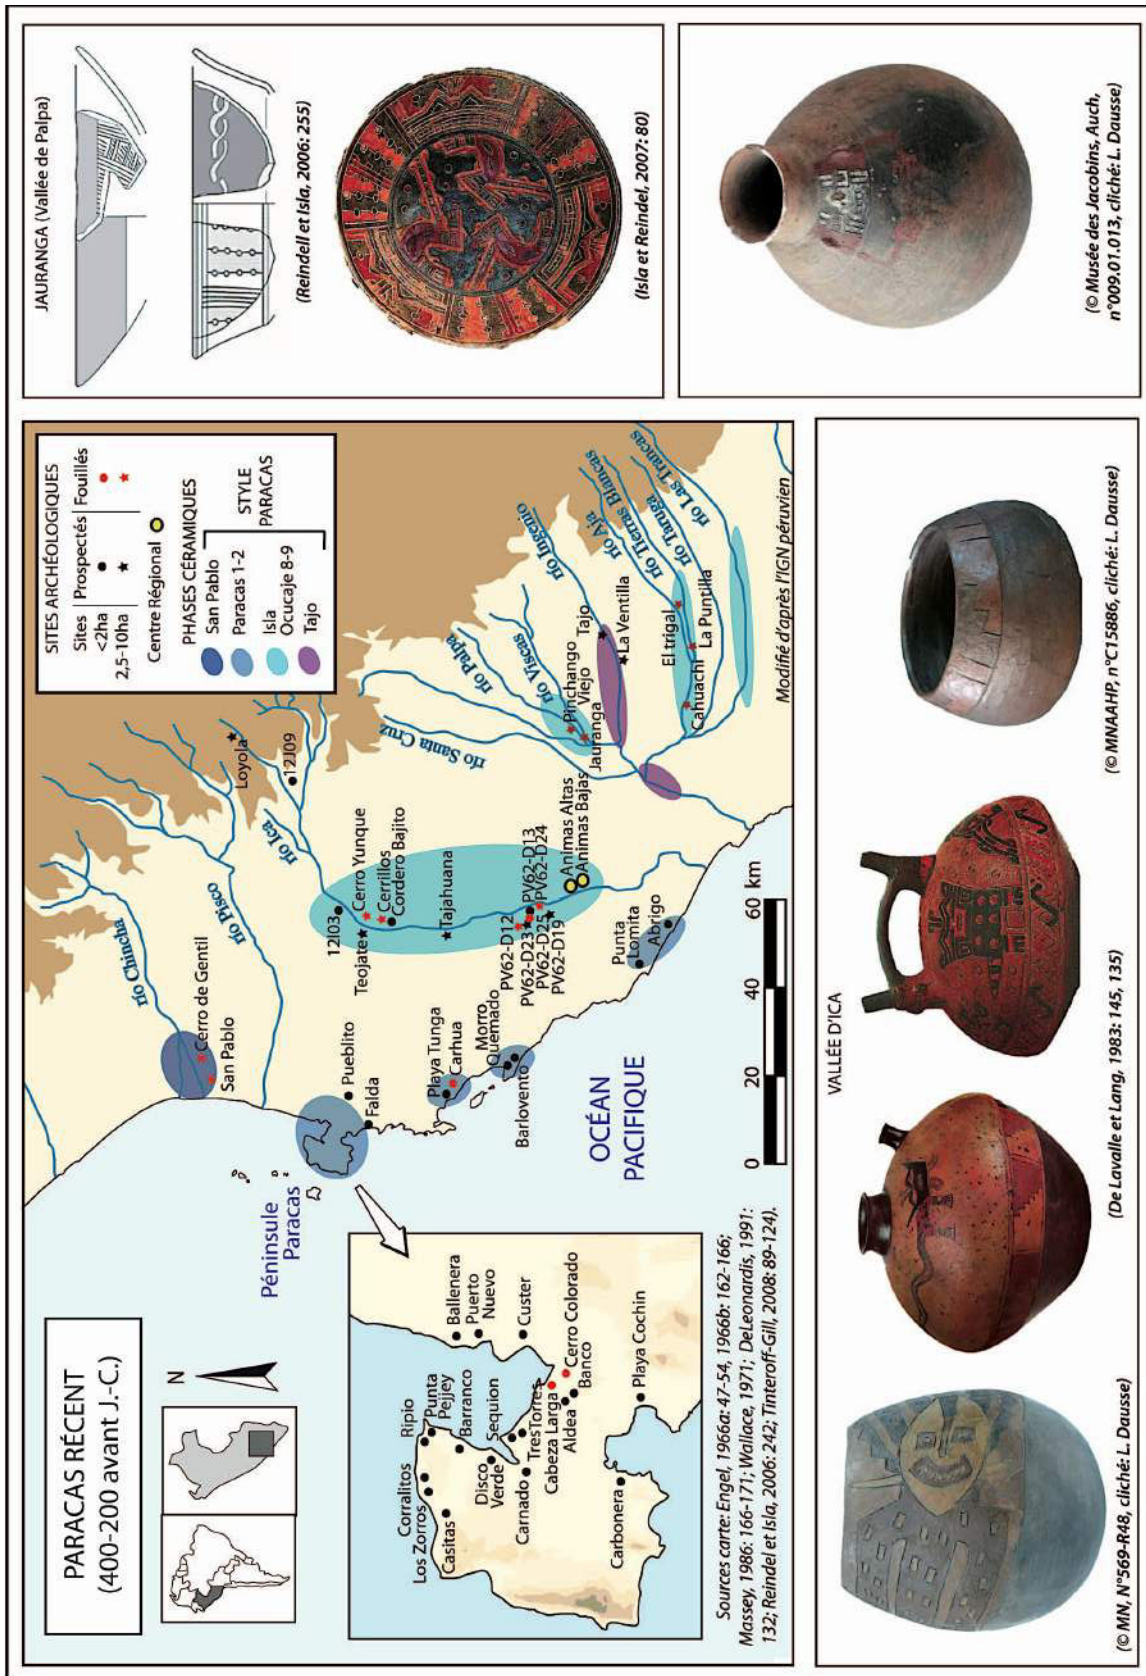 PARACAS RÉCENT
(400-200 avant J.-C.)
N
Péninsule
Paracas
OCÉAN
PACIFIQUE
0 20 40 60 km
río Chincha
río Pisco
río Ica
río Santa Cruz
río Palpa
río Viscas
río Ingenio
río Aja
río Tierras Blancas
río Taruga
río Las Trancas
Cerro de Gentil
San Pablo
Pueblito
Falda
Playa Tunga
Carhua
Morro
Quemado
Barlovento
Punta
Lomita
Abrigo
Loyola
12J09
12I03
Teojate
Cerro Yunque
Cerrillos
Cordero Bajito
Tajahuana
PV62-D12
PV62-D23
PV62-D25
PV62-D19
PV62-D13
PV62-D24
Animas Altas
Animas Bajas
Pinchango
Viejo
Jauranga
Tajo
La Ventilla
El trigal
La Puntilla
Cahuachi
Modifié d'après l'IGN péruvien
SITES ARCHÉOLOGIQUES
Sites Prospectés Fouillés
<2ha
2,5-10ha
Centre Régional
PHASES CÉRAMIQUES
San Pablo
Paracas 1-2
Isla
Ocucaje 8-9
Tajo
STYLE
PARACAS
Ripio
Punta
Pejjey
Corralitos
Los Zorros
Casitas
Barranco
Disco
Verde
Sequion
Carnado
Tres Torres
Cabeza Larga
Aldea
Cerro Colorado
Banco
Ballenera
Puerto
Nuevo
Custer
Playa Cochin
Carbonera
Sources carte: Engel, 1966a: 47-54, 1966b: 162-166;
Massey, 1986: 166-171; Wallace, 1971; DeLeonardis, 1991:
132; Reindel et Isla, 2006: 242; Tinteroff-Gill, 2008: 89-124).
JAURANGA (Vallée de Palpa)
(Reindell et Isla, 2006: 255)
(Isla et Reindel, 2007: 80)
(© Musée des Jacobins, Auch,
n°009.01.013, cliché: L. Dausse)
VALLÉE D'ICA
(© MN, N°569-R48, cliché: L. Dausse)
(De Lavalle et Lang, 1983: 145, 135)
(© MNAAHP, n°C15886, cliché: L. Dausse)